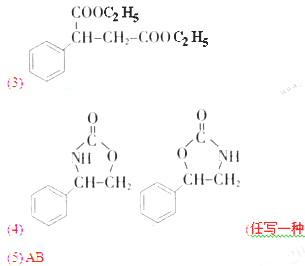 COOC₂H₅
CH—CH₂—COOC₂H₅
(3)
O O
C C
NH O O NH
CH—CH₂ CH—CH₂
(4) (任写一种
(5) AB